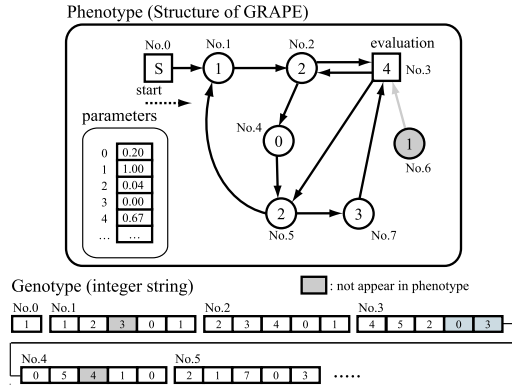 Phenotype (Structure of GRAPE)
No.0 No.1 No.2 evaluation
S 1 2 4 No.3
start
parameters
No.4 0 1
No.6
0 0.20
1 1.00
2 0.04
3 0.00
4 0.67
... ...
2 3
No.5 No.7
Genotype (integer string) : not appear in phenotype
No.0 No.1 No.2 No.3
1 1 2 3 0 1 2 3 4 0 1 4 5 2 0 3
No.4 No.5
0 5 4 1 0 2 1 7 0 3 .....